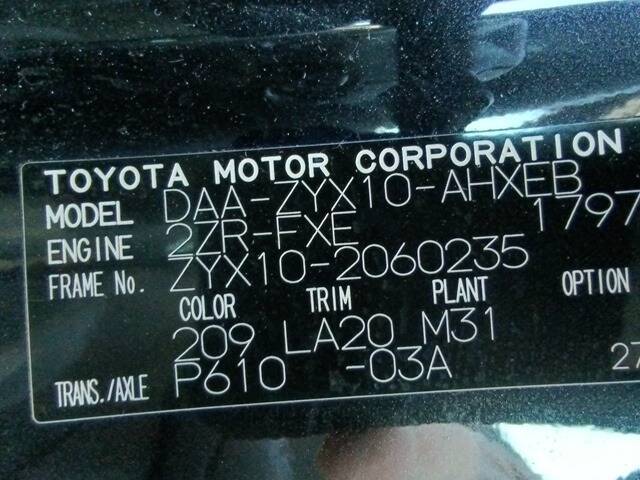 TOYOTA MOTOR CORPORATION
MODEL DAA-ZYX10-AHXEB
ENGINE 2ZR-FXE 1797
FRAME No. ZYX10-2060235
COLOR TRIM PLANT OPTION
209 LA20 M31
TRANS./AXLE P610 -03A 27